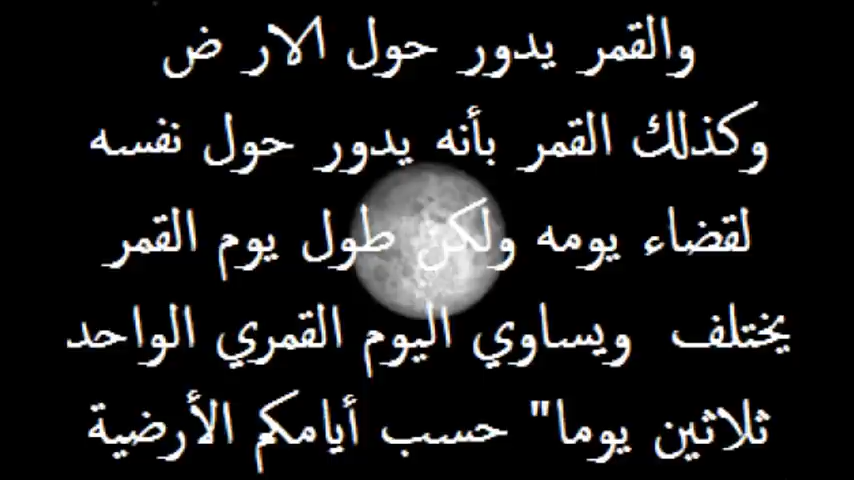 والقمر يدور حول الار ض
وكذلك القمر بأنه يدور حول نفسه
لقضاء يومه ولكن طول يوم القمر
يختلف ويساوي اليوم القمري الواحد
ثلاثين يوما" حسب أيامكم الأرضية